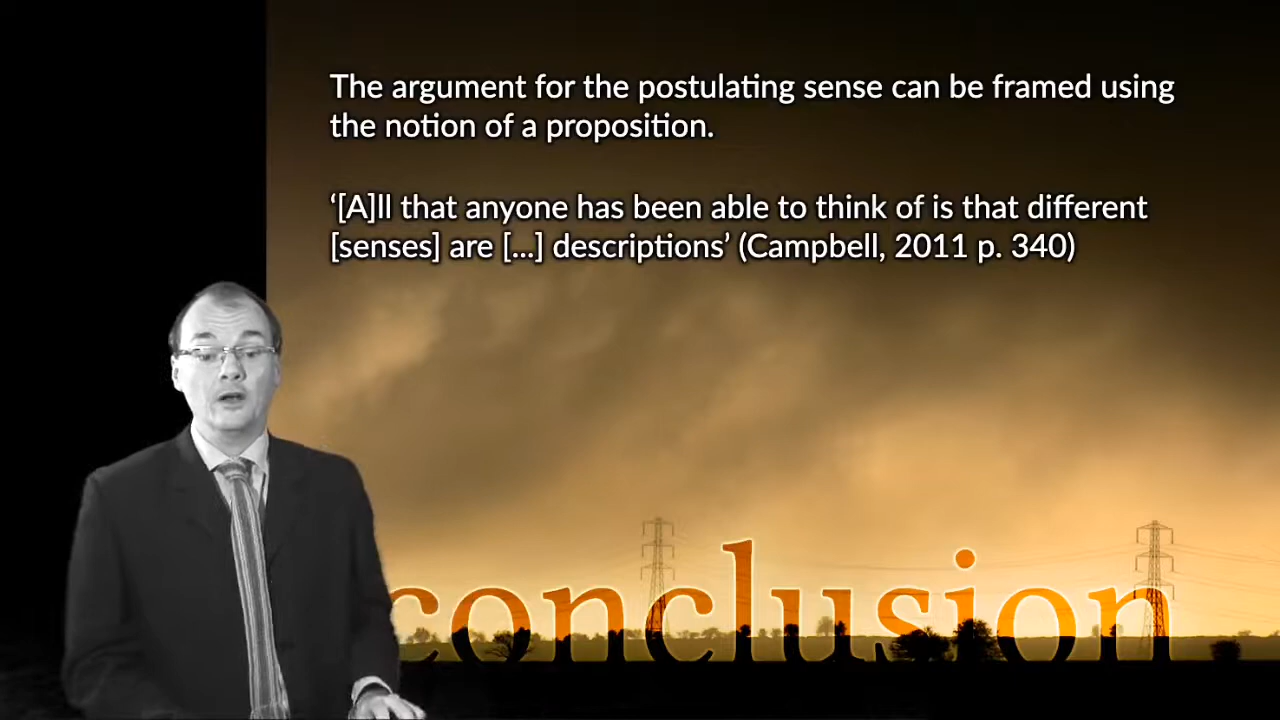 The argument for the postulating sense can be framed using
the notion of a proposition.
‘[A]ll that anyone has been able to think of is that different
[senses] are [...] descriptions’ (Campbell, 2011 p. 340)
conclusion